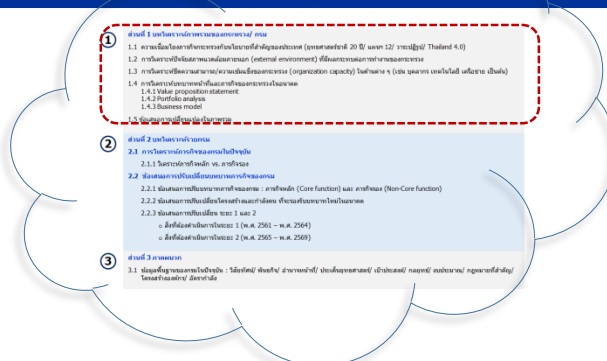 1
ส่วนที่ 1 บทวิเคราะห์ภาพรวมของกระทรวง/ กรม
1.1 ความเชื่อมโยงภารกิจกระทรวงกับนโยบายที่สำคัญของประเทศ (ยุทธศาสตร์ชาติ 20 ปี/ แผนฯ 12/ วาระปฏิรูป/ Thailand 4.0)
1.2 การวิเคราะห์ปัจจัยสภาพแวดล้อมภายนอก (external environment) ที่มีผลกระทบต่อการทำงานของกระทรวง
1.3 การวิเคราะห์ขีดความสามารถ/ความเข้มแข็งของกระทรวง (organization capacity) ในด้านต่าง ๆ (เช่น บุคลากร เทคโนโลยี เครือข่าย เป็นต้น)
1.4 การวิเคราะห์บทบาทหน้าที่และภารกิจของกระทรวงในอนาคต
1.4.1 Value proposition statement
1.4.2 Portfolio analysis
1.4.3 Business model
1.5 ข้อเสนอการเปลี่ยนแปลงในภาพรวม
2
ส่วนที่ 2 บทวิเคราะห์รายกรม
2.1 การวิเคราะห์ภารกิจของกรมในปัจจุบัน
2.1.1 วิเคราะห์ภารกิจหลัก vs. ภารกิจรอง
2.2 ข้อเสนอการปรับเปลี่ยนบทบาทภารกิจของกรม
2.2.1 ข้อเสนอการปรับบทบาทภารกิจของกรม : ภารกิจหลัก (Core function) และ ภารกิจรอง (Non-Core function)
2.2.2 ข้อเสนอการปรับเปลี่ยนโครงสร้างและกำลังคน ที่จะรองรับบทบาทใหม่ในอนาคต
2.2.3 ข้อเสนอการปรับเปลี่ยน ระยะ 1 และ 2
o สิ่งที่ต้องดำเนินการในระยะ 1 (พ.ศ. 2561 – พ.ศ. 2564)
o สิ่งที่ต้องดำเนินการในระยะ 2 (พ.ศ. 2565 – พ.ศ. 2569)
3
ส่วนที่ 3 ภาคผนวก
3.1 ข้อมูลพื้นฐานของกรมในปัจจุบัน : วิสัยทัศน์/ พันธกิจ/ อำนาจหน้าที่/ ประเด็นยุทธศาสตร์/ เป้าประสงค์/ กลยุทธ์/ งบประมาณ/ กฎหมายที่สำคัญ/
โครงสร้างองค์กร/ อัตรากำลัง